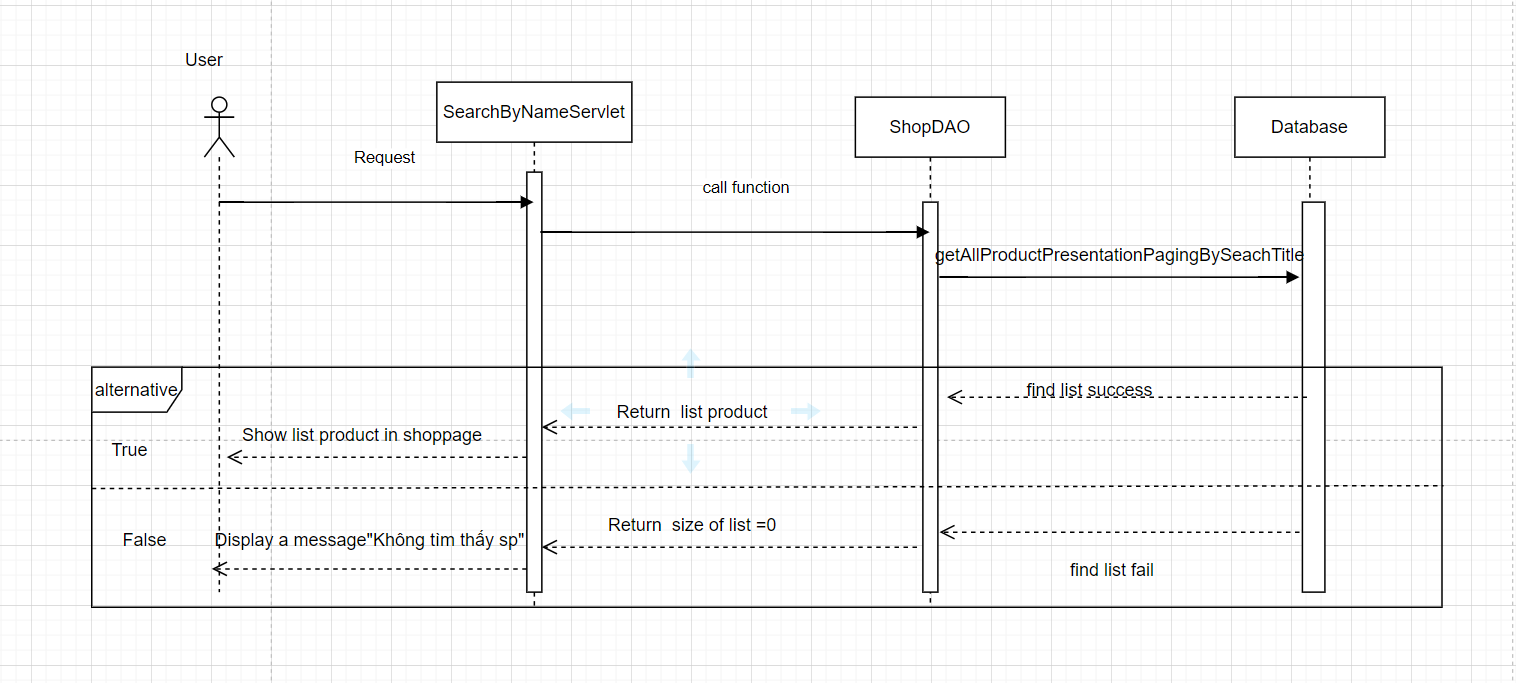 User
SearchByNameServlet
ShopDAO
Database
Request
call function
getAllProductPresentationPagingBySeachTitle
alternative
find list success
Return list product
Show list product in shoppage
True
Return size of list =0
False
Display a message"Không tìm thấy sp"
find list fail